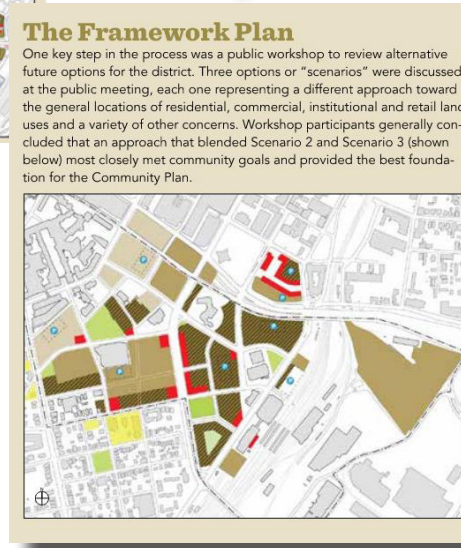 The Framework Plan
One key step in the process was a public workshop to review alternative
future options for the district. Three options or “scenarios” were discussed
at the public meeting, each one representing a different approach toward
the general locations of residential, commercial, institutional and retail land
uses and a variety of other concerns. Workshop participants generally con-
cluded that an approach that blended Scenario 2 and Scenario 3 (shown
below) most closely met community goals and provided the best founda-
tion for the Community Plan.